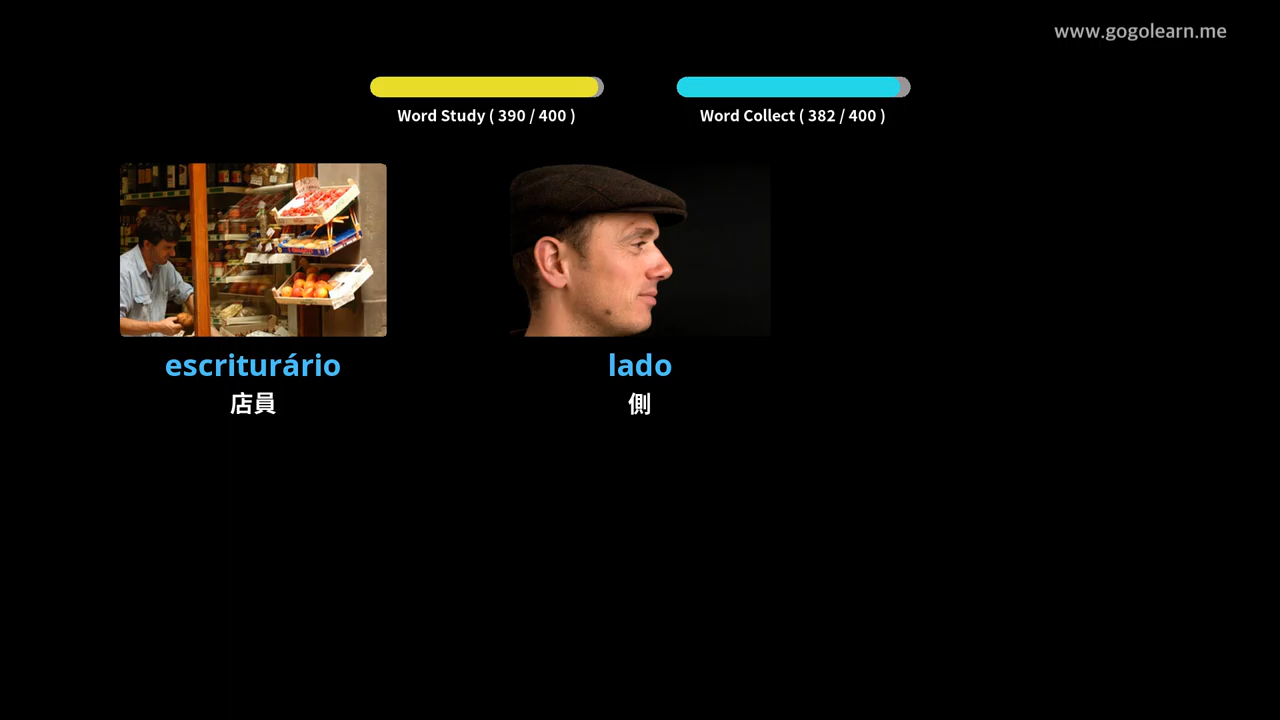 www.gogolearn.me
Word Study ( 390 / 400 )
Word Collect ( 382 / 400 )
escriturário
店員
lado
側